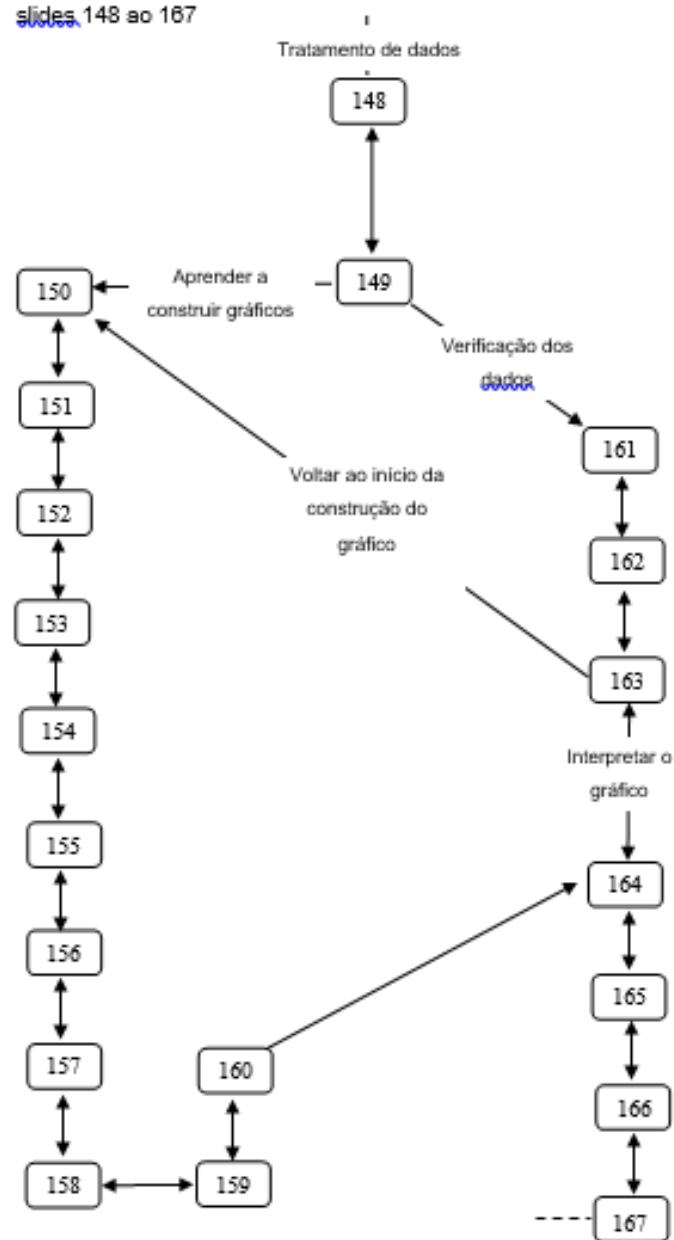 slides 148 ao 167
Tratamento de dados
148
149
Aprender a
construir gráficos
150
Verificação dos
dados
151
161
Voltar ao início da
construção do
gráfico
152
162
153
163
154
Interpretar o
gráfico
155
164
156
165
157
160
166
158
159
167